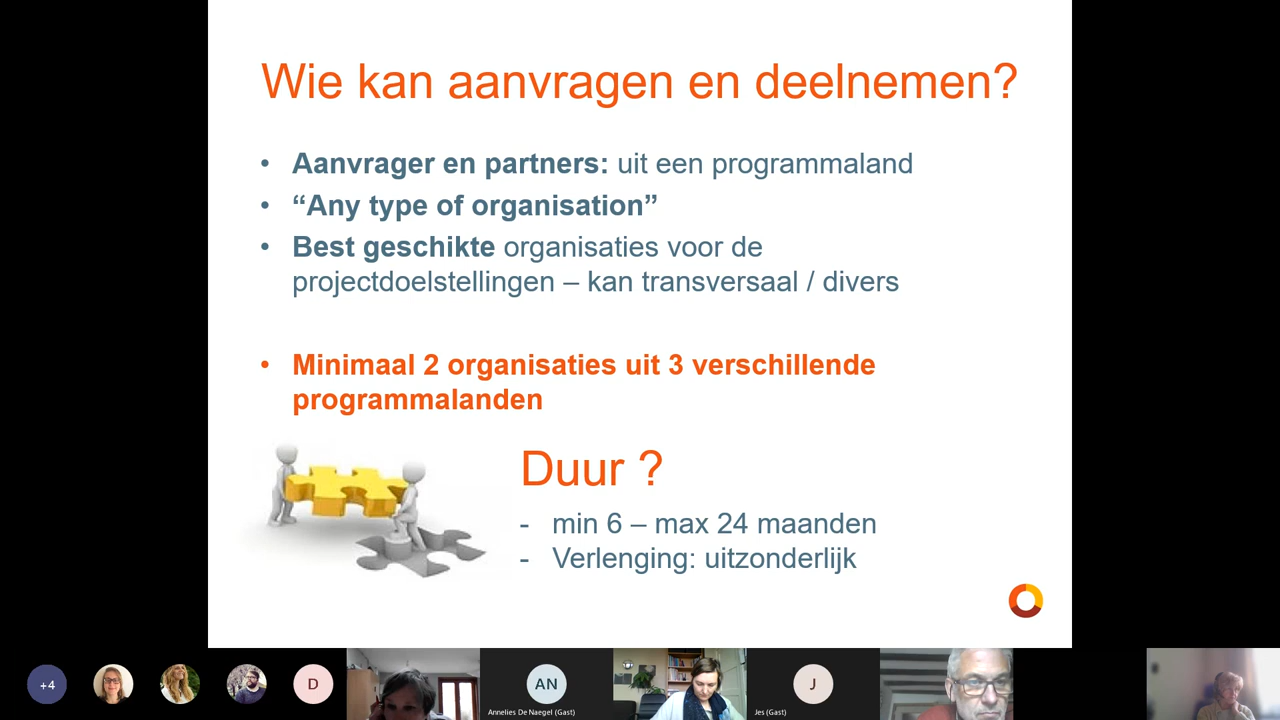 Wie kan aanvragen en deelnemen?
• Aanvrager en partners: uit een programmaland
• “Any type of organisation”
• Best geschikte organisaties voor de
projectdoelstellingen – kan transversaal / divers
• Minimaal 2 organisaties uit 3 verschillende
programmalanden
Duur ?
- min 6 – max 24 maanden
- Verlenging: uitzonderlijk
+4
D
AN
Annelies De Naegel (Gast)
J
Jes (Gast)